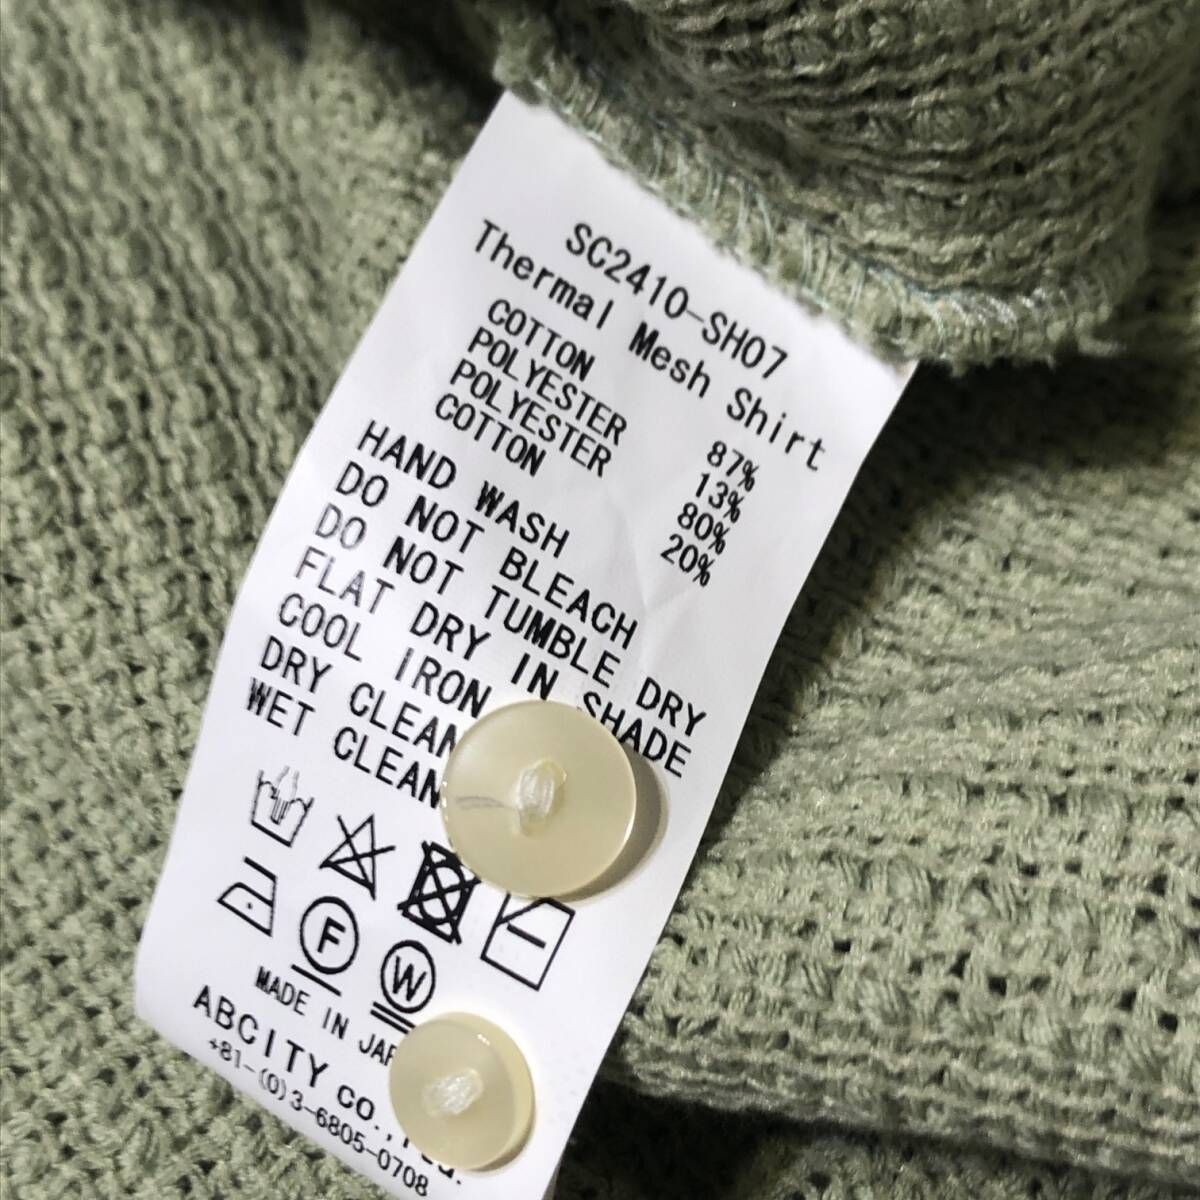 SC2410-SH07
Thermal Mesh Shirt
COTTON 87%
POLYESTER 13%
POLYESTER 80%
COTTON 20%
HAND WASH
DO NOT BLEACH
DO NOT TUMBLE DRY
FLAT DRY IN SHADE
COOL IRON
DRY CLEAN
WET CLEAN
F
W
MADE IN
ABCITY CO.,
+81-(0)3-6805-0708